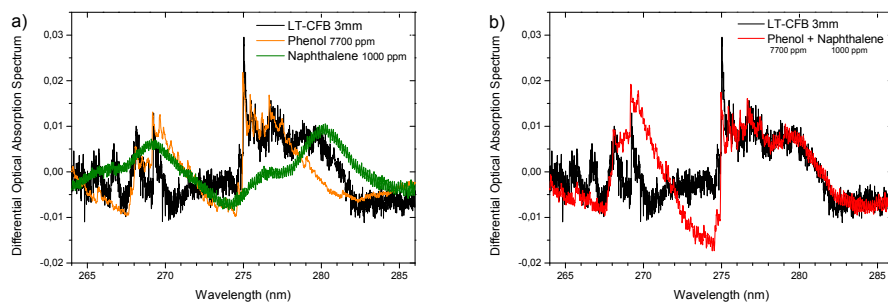 a)
LT-CFB 3mm
Phenol 7700 ppm
Naphthalene 1000 ppm
Differential Optical Absorption Spectrum
0,03
0,02
0,01
0,00
-0,01
-0,02
265 270 275 280 285
Wavelength (nm)
b)
LT-CFB 3mm
Phenol + Naphthalene
7700 ppm 1000 ppm
Differential Optical Absorption Spectrum
0,03
0,02
0,01
0,00
-0,01
-0,02
265 270 275 280 285
Wavelength (nm)